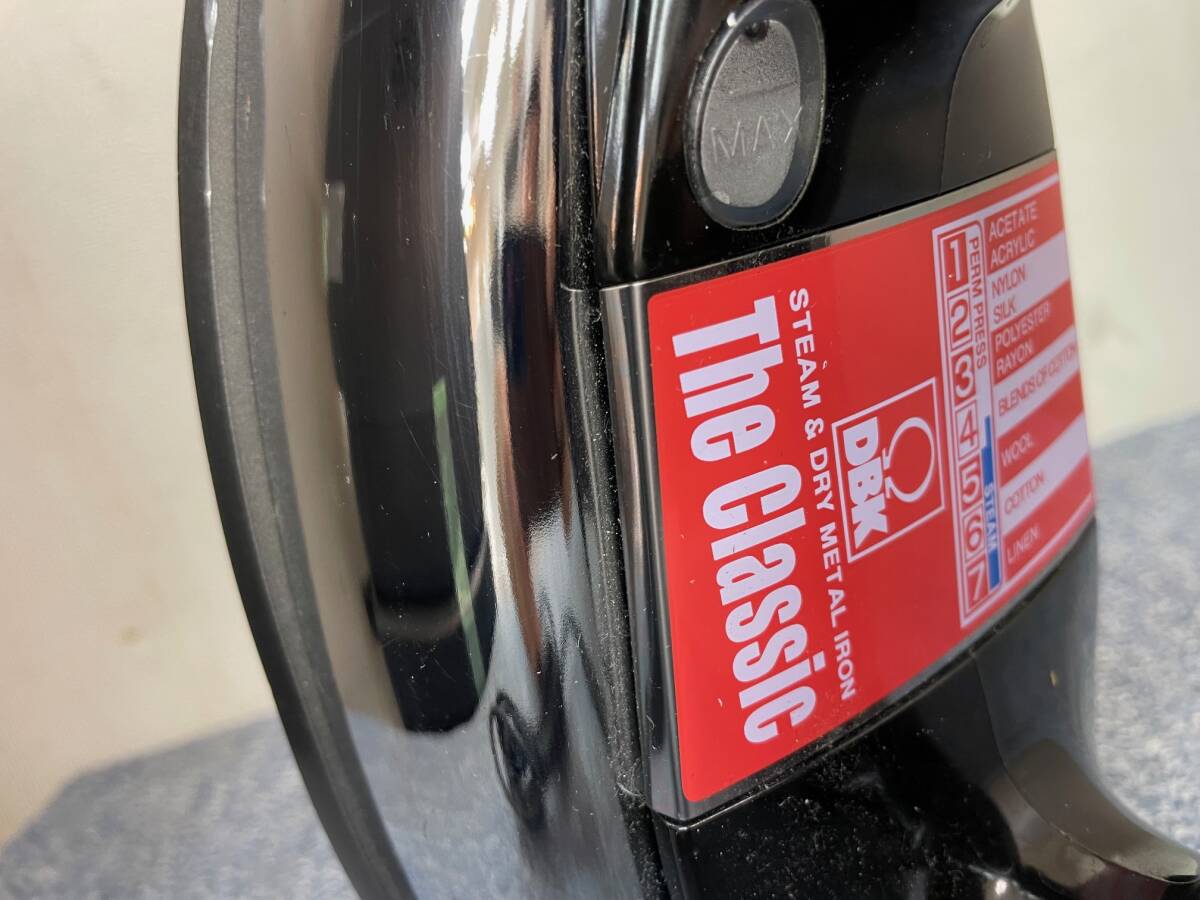 MAX
The Classic
STEAM & DRY METAL IRON
DBK
PERM PRESS
1 2 3 4 5 6 7
STEAM
ACETATE
ACRYLIC
NYLON
SILK
POLYESTER
RAYON
BLENDS OF COTTON
WOOL
COTTON
LINEN